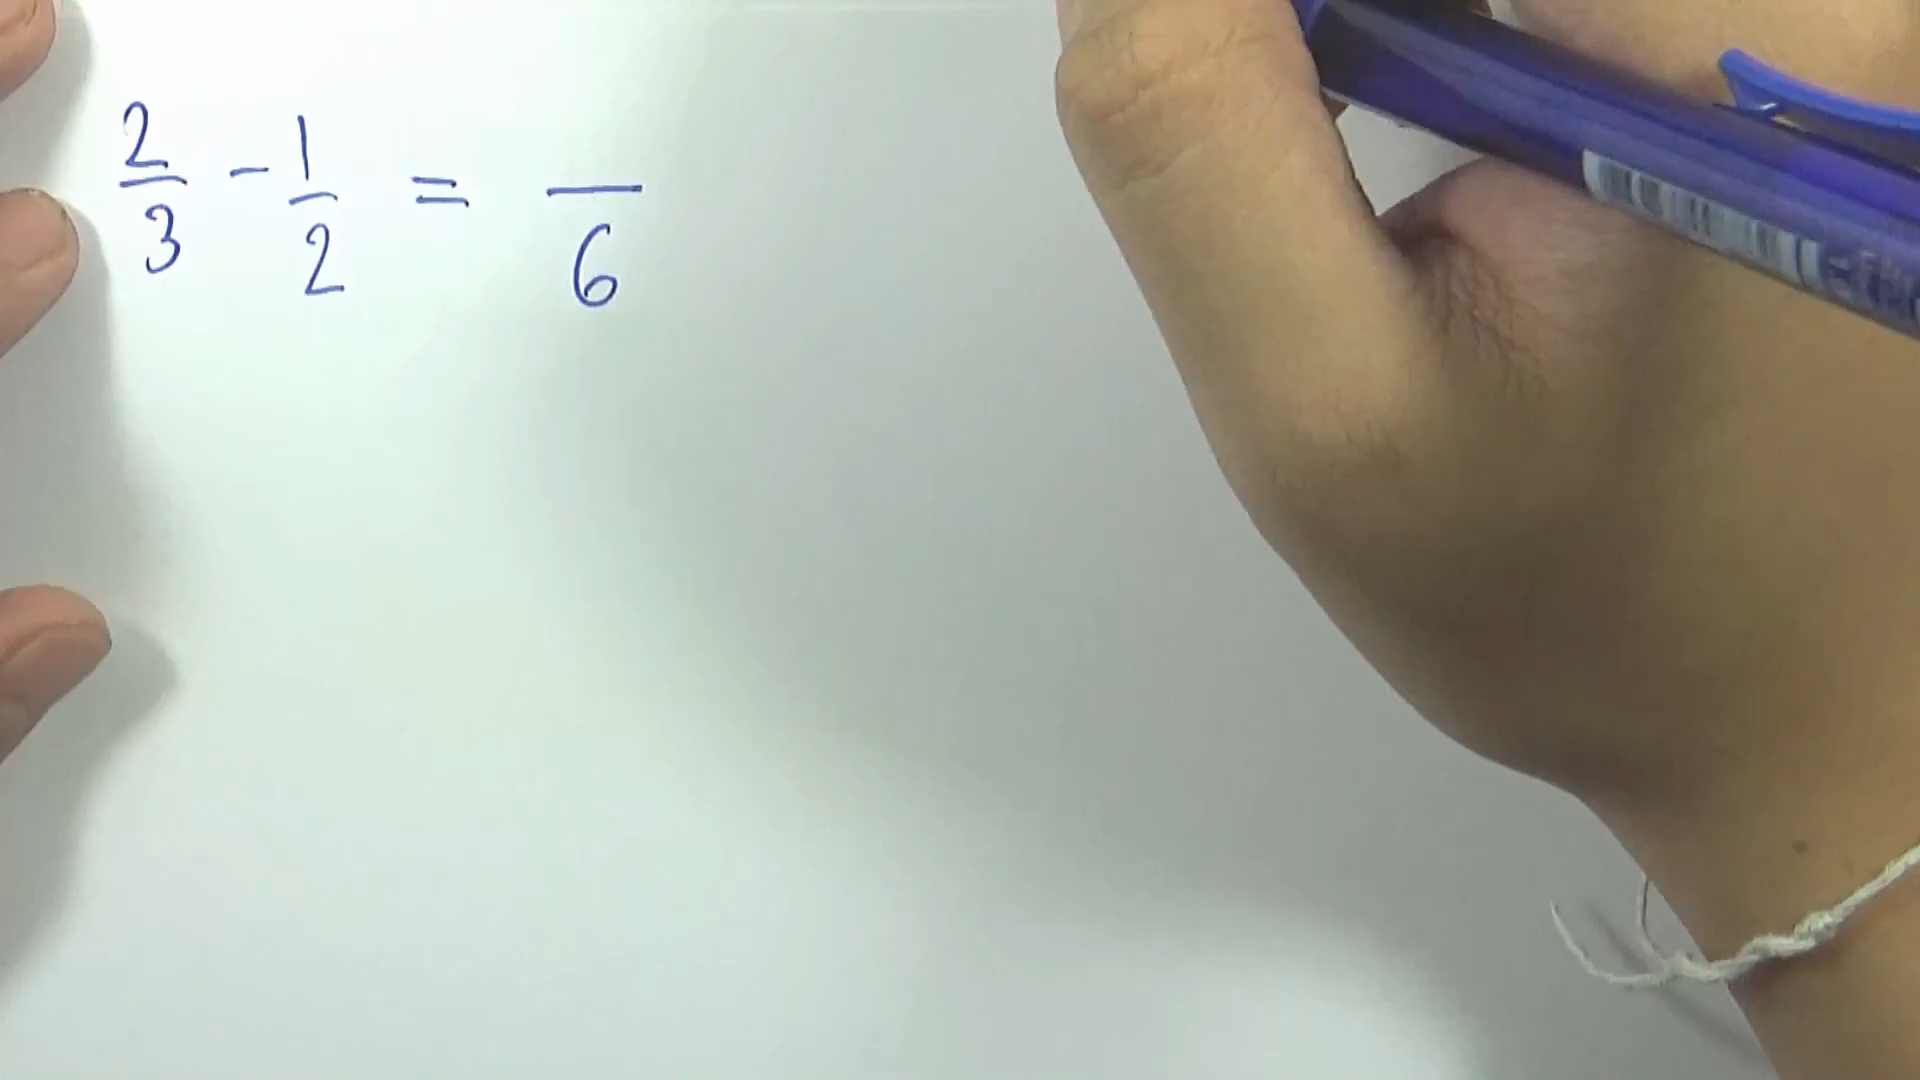 2/3 - 1/2 = /6